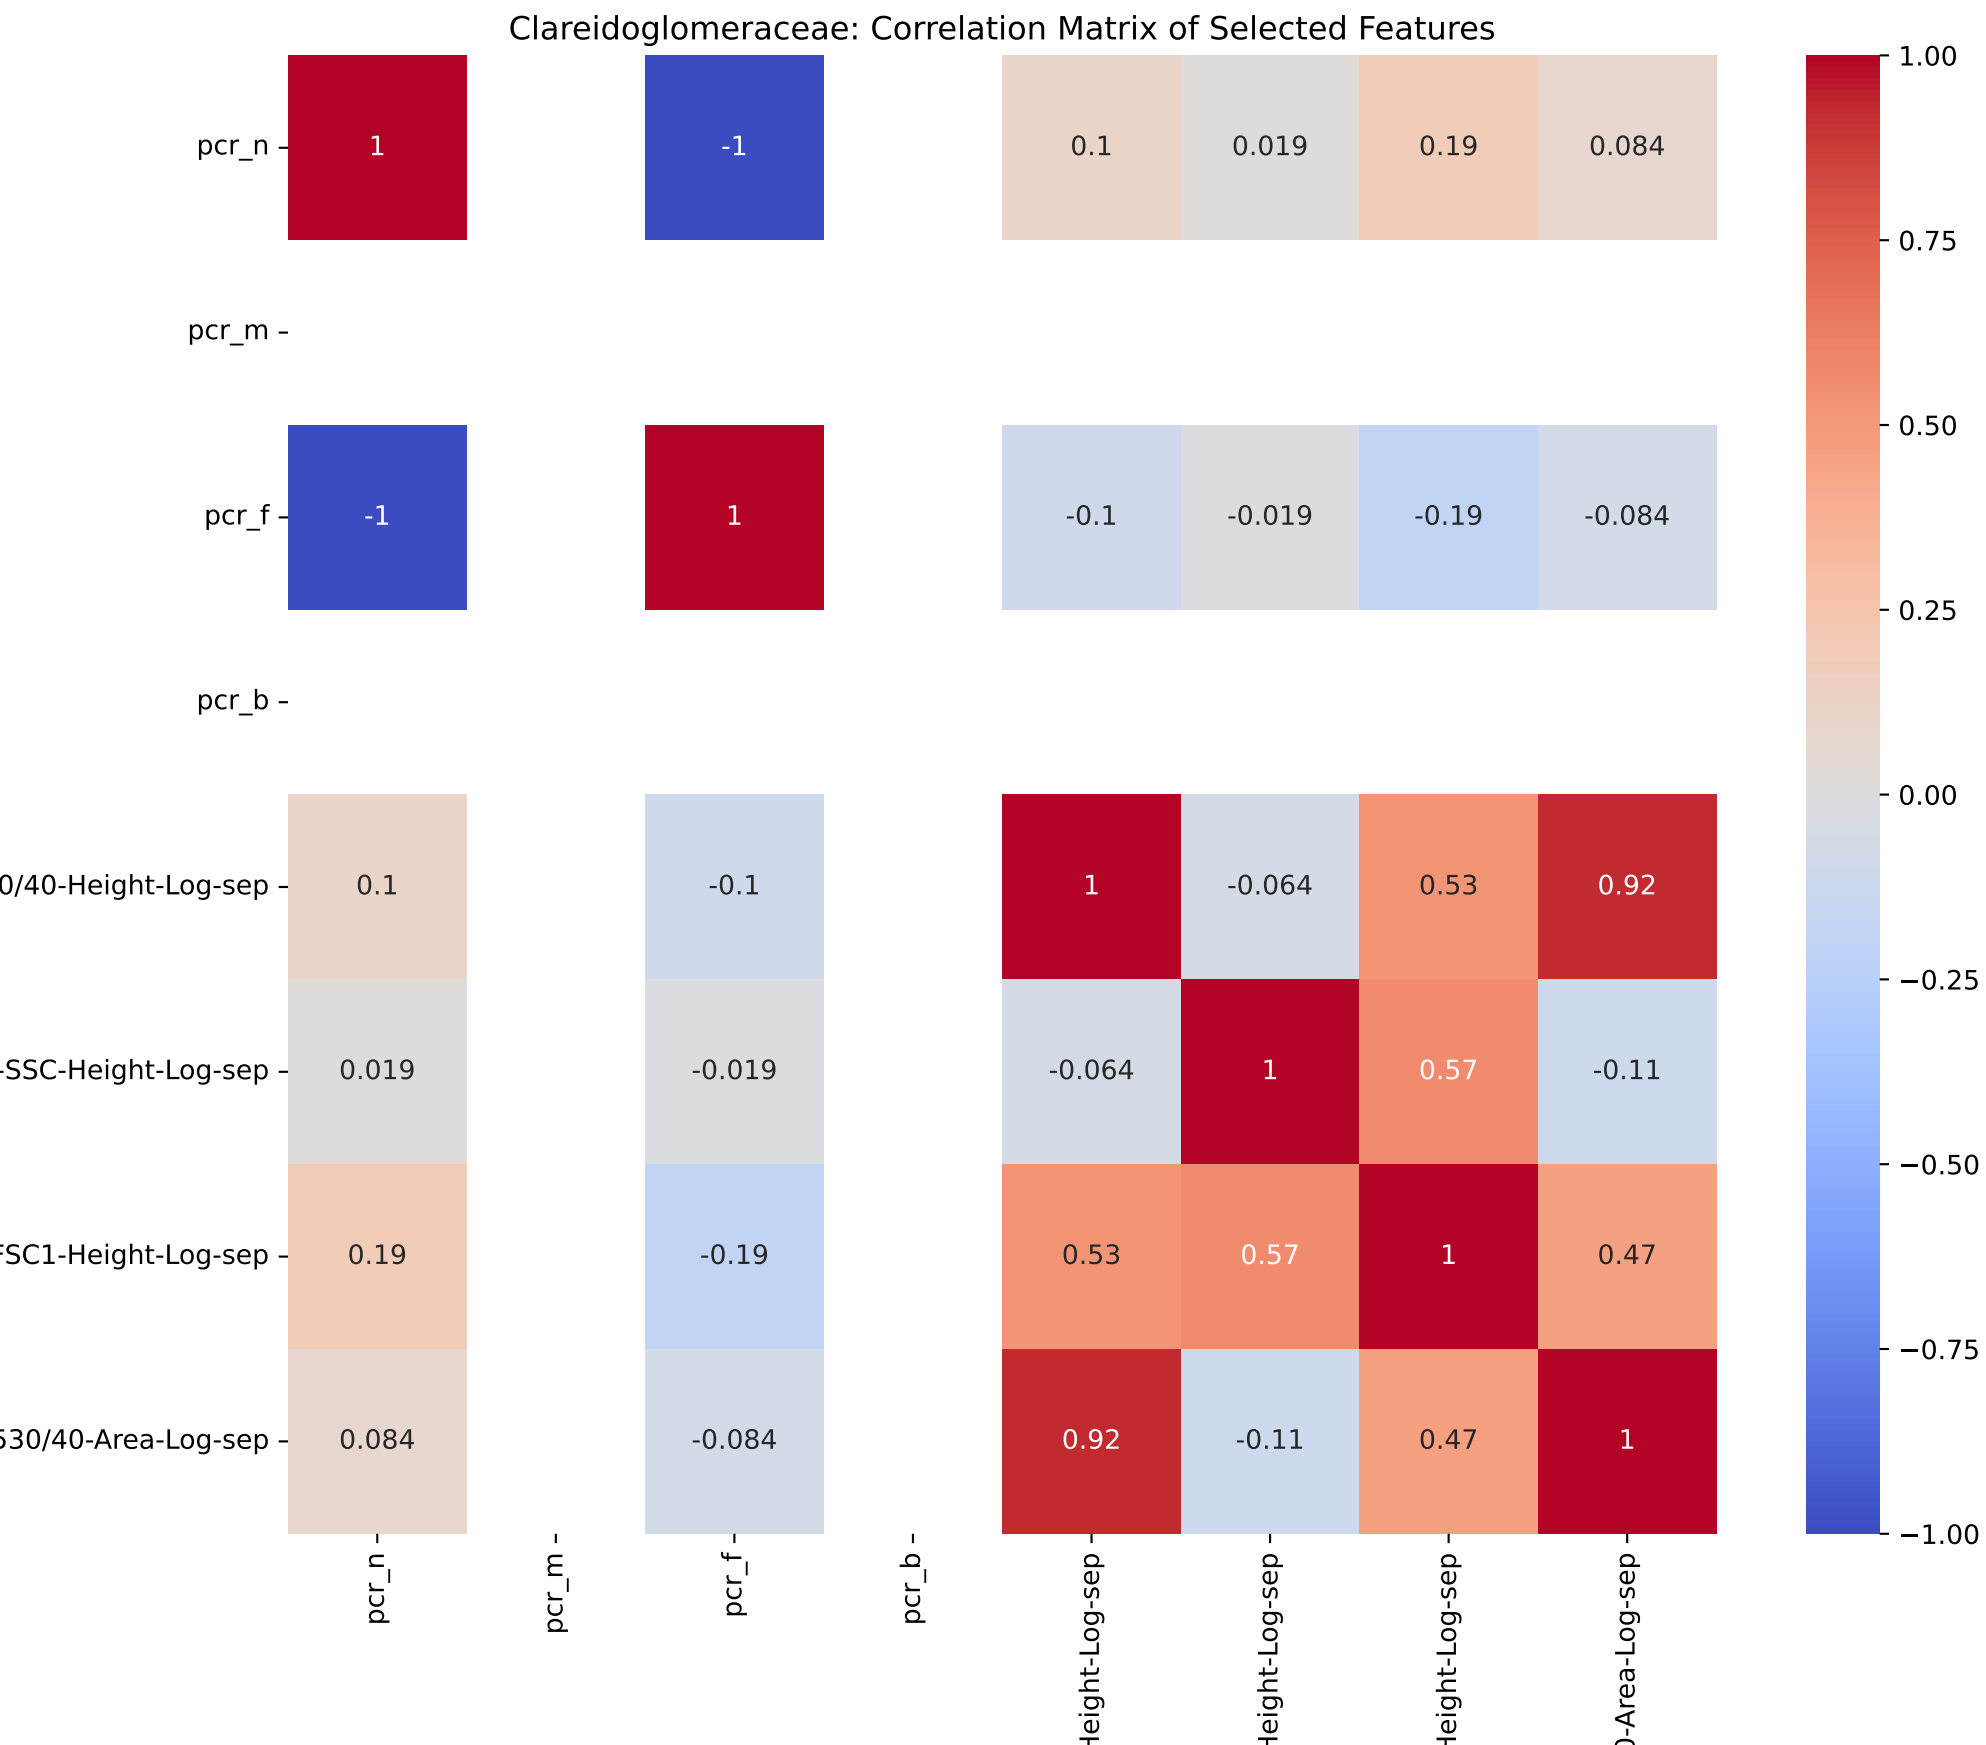 Clareidoglomeraceae: Correlation Matrix of Selected Features
1.00
pcr_n 1 -1 0.1 0.019 0.19 0.084
0.75
pcr_m
0.50
pcr_f -1 1 -0.1 -0.019 -0.19 -0.084
0.25
pcr_b
0.00
0/40-Height-Log-sep 0.1 -0.1 1 -0.064 0.53 0.92
−0.25
-SSC-Height-Log-sep 0.019 -0.019 -0.064 1 0.57 -0.11
−0.50
FSC1-Height-Log-sep 0.19 -0.19 0.53 0.57 1 0.47
−0.75
530/40-Area-Log-sep 0.084 -0.084 0.92 -0.11 0.47 1
−1.00
pcr_n
pcr_m
pcr_f
pcr_b
Height-Log-sep
Height-Log-sep
Height-Log-sep
0-Area-Log-sep